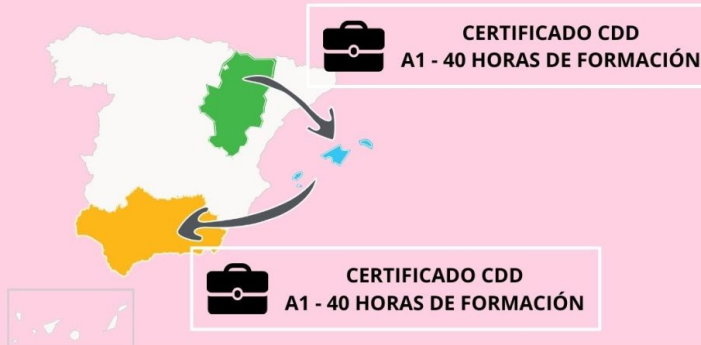 CERTIFICADO CDD
A1 - 40 HORAS DE FORMACIÓN
CERTIFICADO CDD
A1 - 40 HORAS DE FORMACIÓN